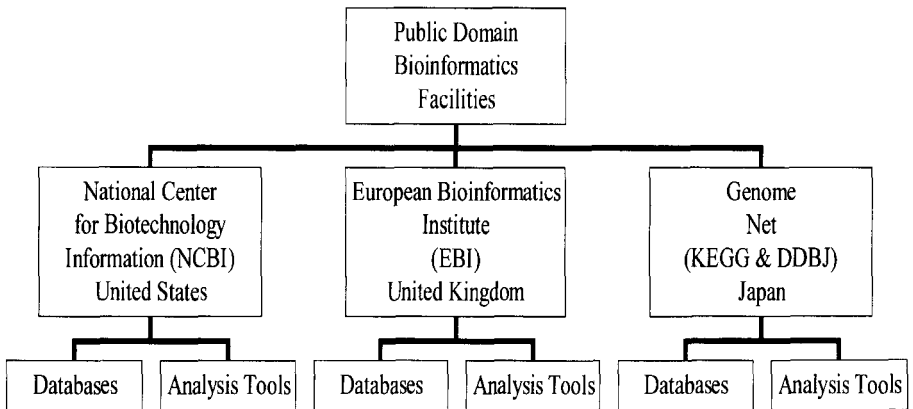 Public Domain
Bioinformatics
Facilities
National Center
for Biotechnology
Information (NCBI)
United States
European Bioinformatics
Institute
(EBI)
United Kingdom
Genome
Net
(KEGG & DDBJ)
Japan
Databases
Analysis Tools
Databases
Analysis Tools
Databases
Analysis Tools